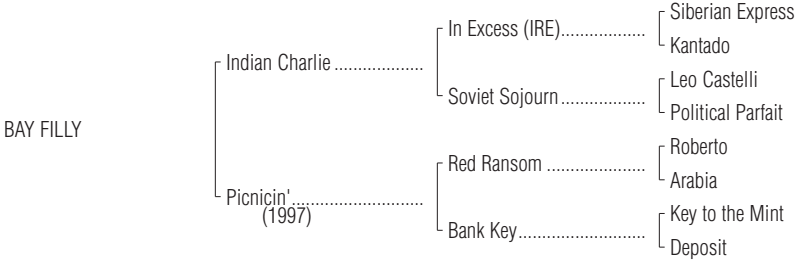 Siberian Express
In Excess (IRE)...................
Kantado
Indian Charlie ...................
Leo Castelli
Soviet Sojourn..................
Political Parfait
BAY FILLY
Roberto
Red Ransom .....................
Arabia
Picnicin'............................
(1997)
Key to the Mint
Bank Key...........................
Deposit